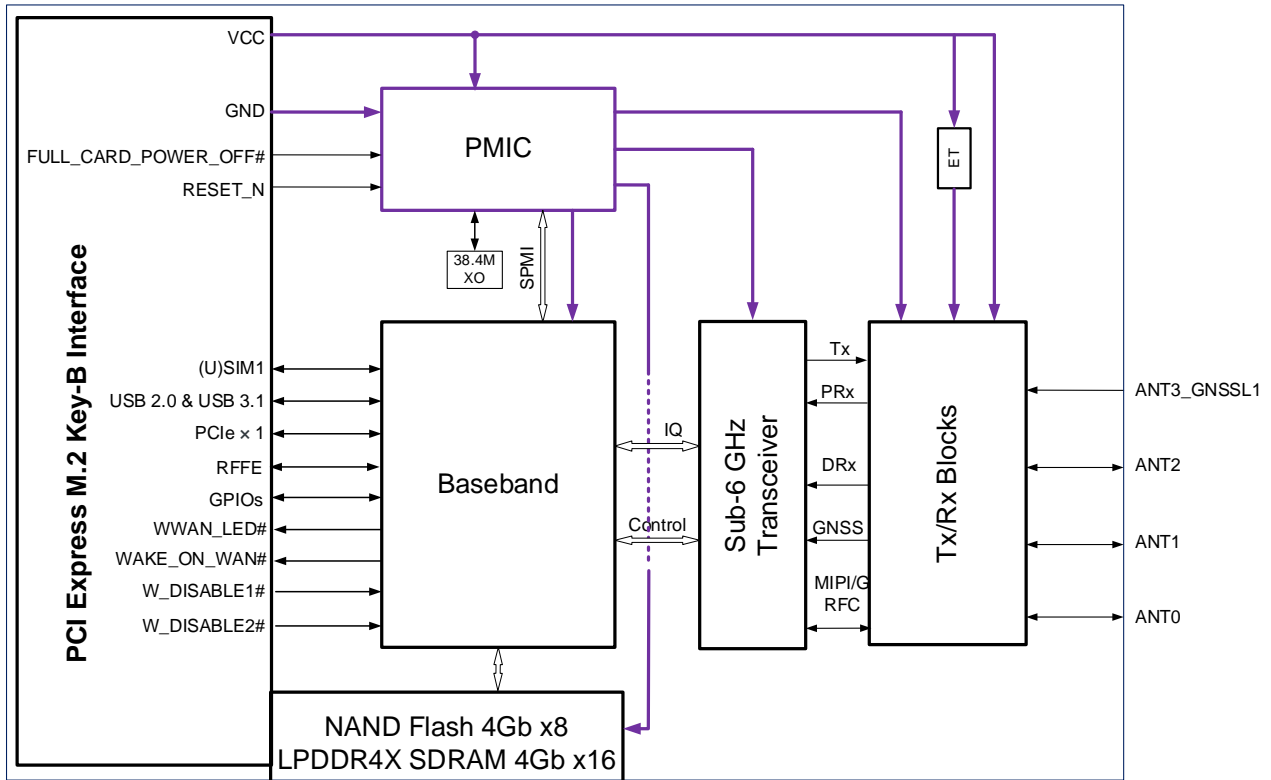 PCI Express M.2 Key-B Interface
VCC
GND
FULL_CARD_POWER_OFF#
RESET_N
PMIC
ET
38.4M
XO
SPMI
(U)SIM1
USB 2.0 & USB 3.1
PCIe × 1
RFFE
GPIOs
WWAN_LED#
WAKE_ON_WAN#
W_DISABLE1#
W_DISABLE2#
Baseband
IQ
Control
Sub-6 GHz
Transceiver
Tx
PRx
DRx
GNSS
MIPI/G
RFC
Tx/Rx Blocks
ANT3_GNSSL1
ANT2
ANT1
ANT0
NAND Flash 4Gb x8
LPDDR4X SDRAM 4Gb x16